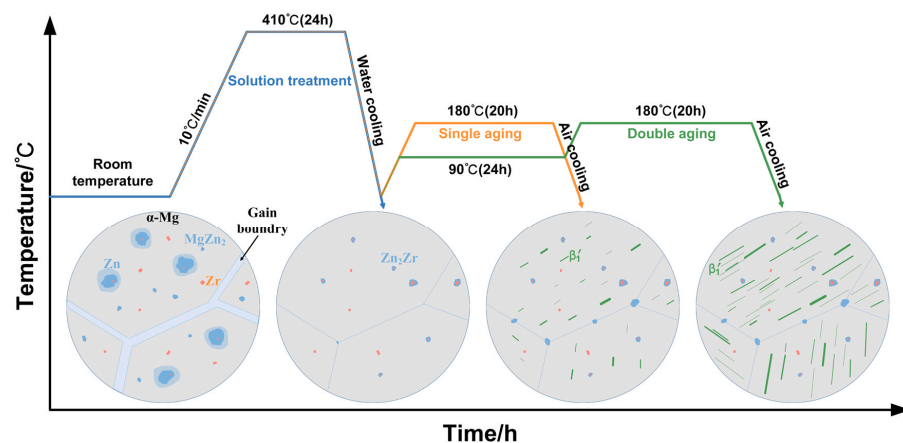 Temperature/℃
410℃(24h)
10℃/min
Solution treatment
Water cooling
Room
temperature
180℃(20h)
Single aging
90℃(24h)
Air cooling
180℃(20h)
Double aging
Air cooling
α-Mg
Gain
boundry
MgZn₂
Zn
Zr
Zn₂Zr
β₁′
β₁′
Time/h